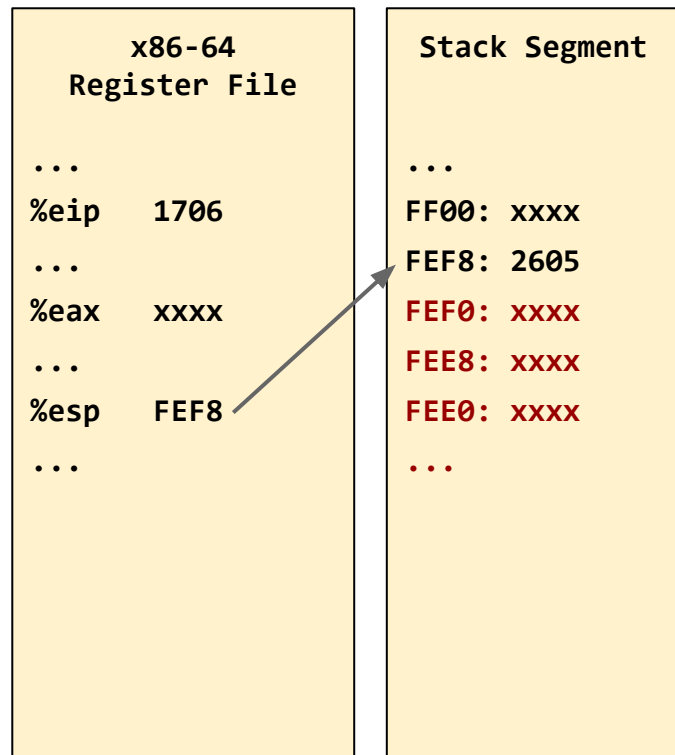 x86-64
Register File
...
%eip 1706
...
%eax xxxx
...
%esp FEF8
...
Stack Segment
...
FF00: xxxx
FEF8: 2605
FEF0: xxxx
FEE8: xxxx
FEE0: xxxx
...